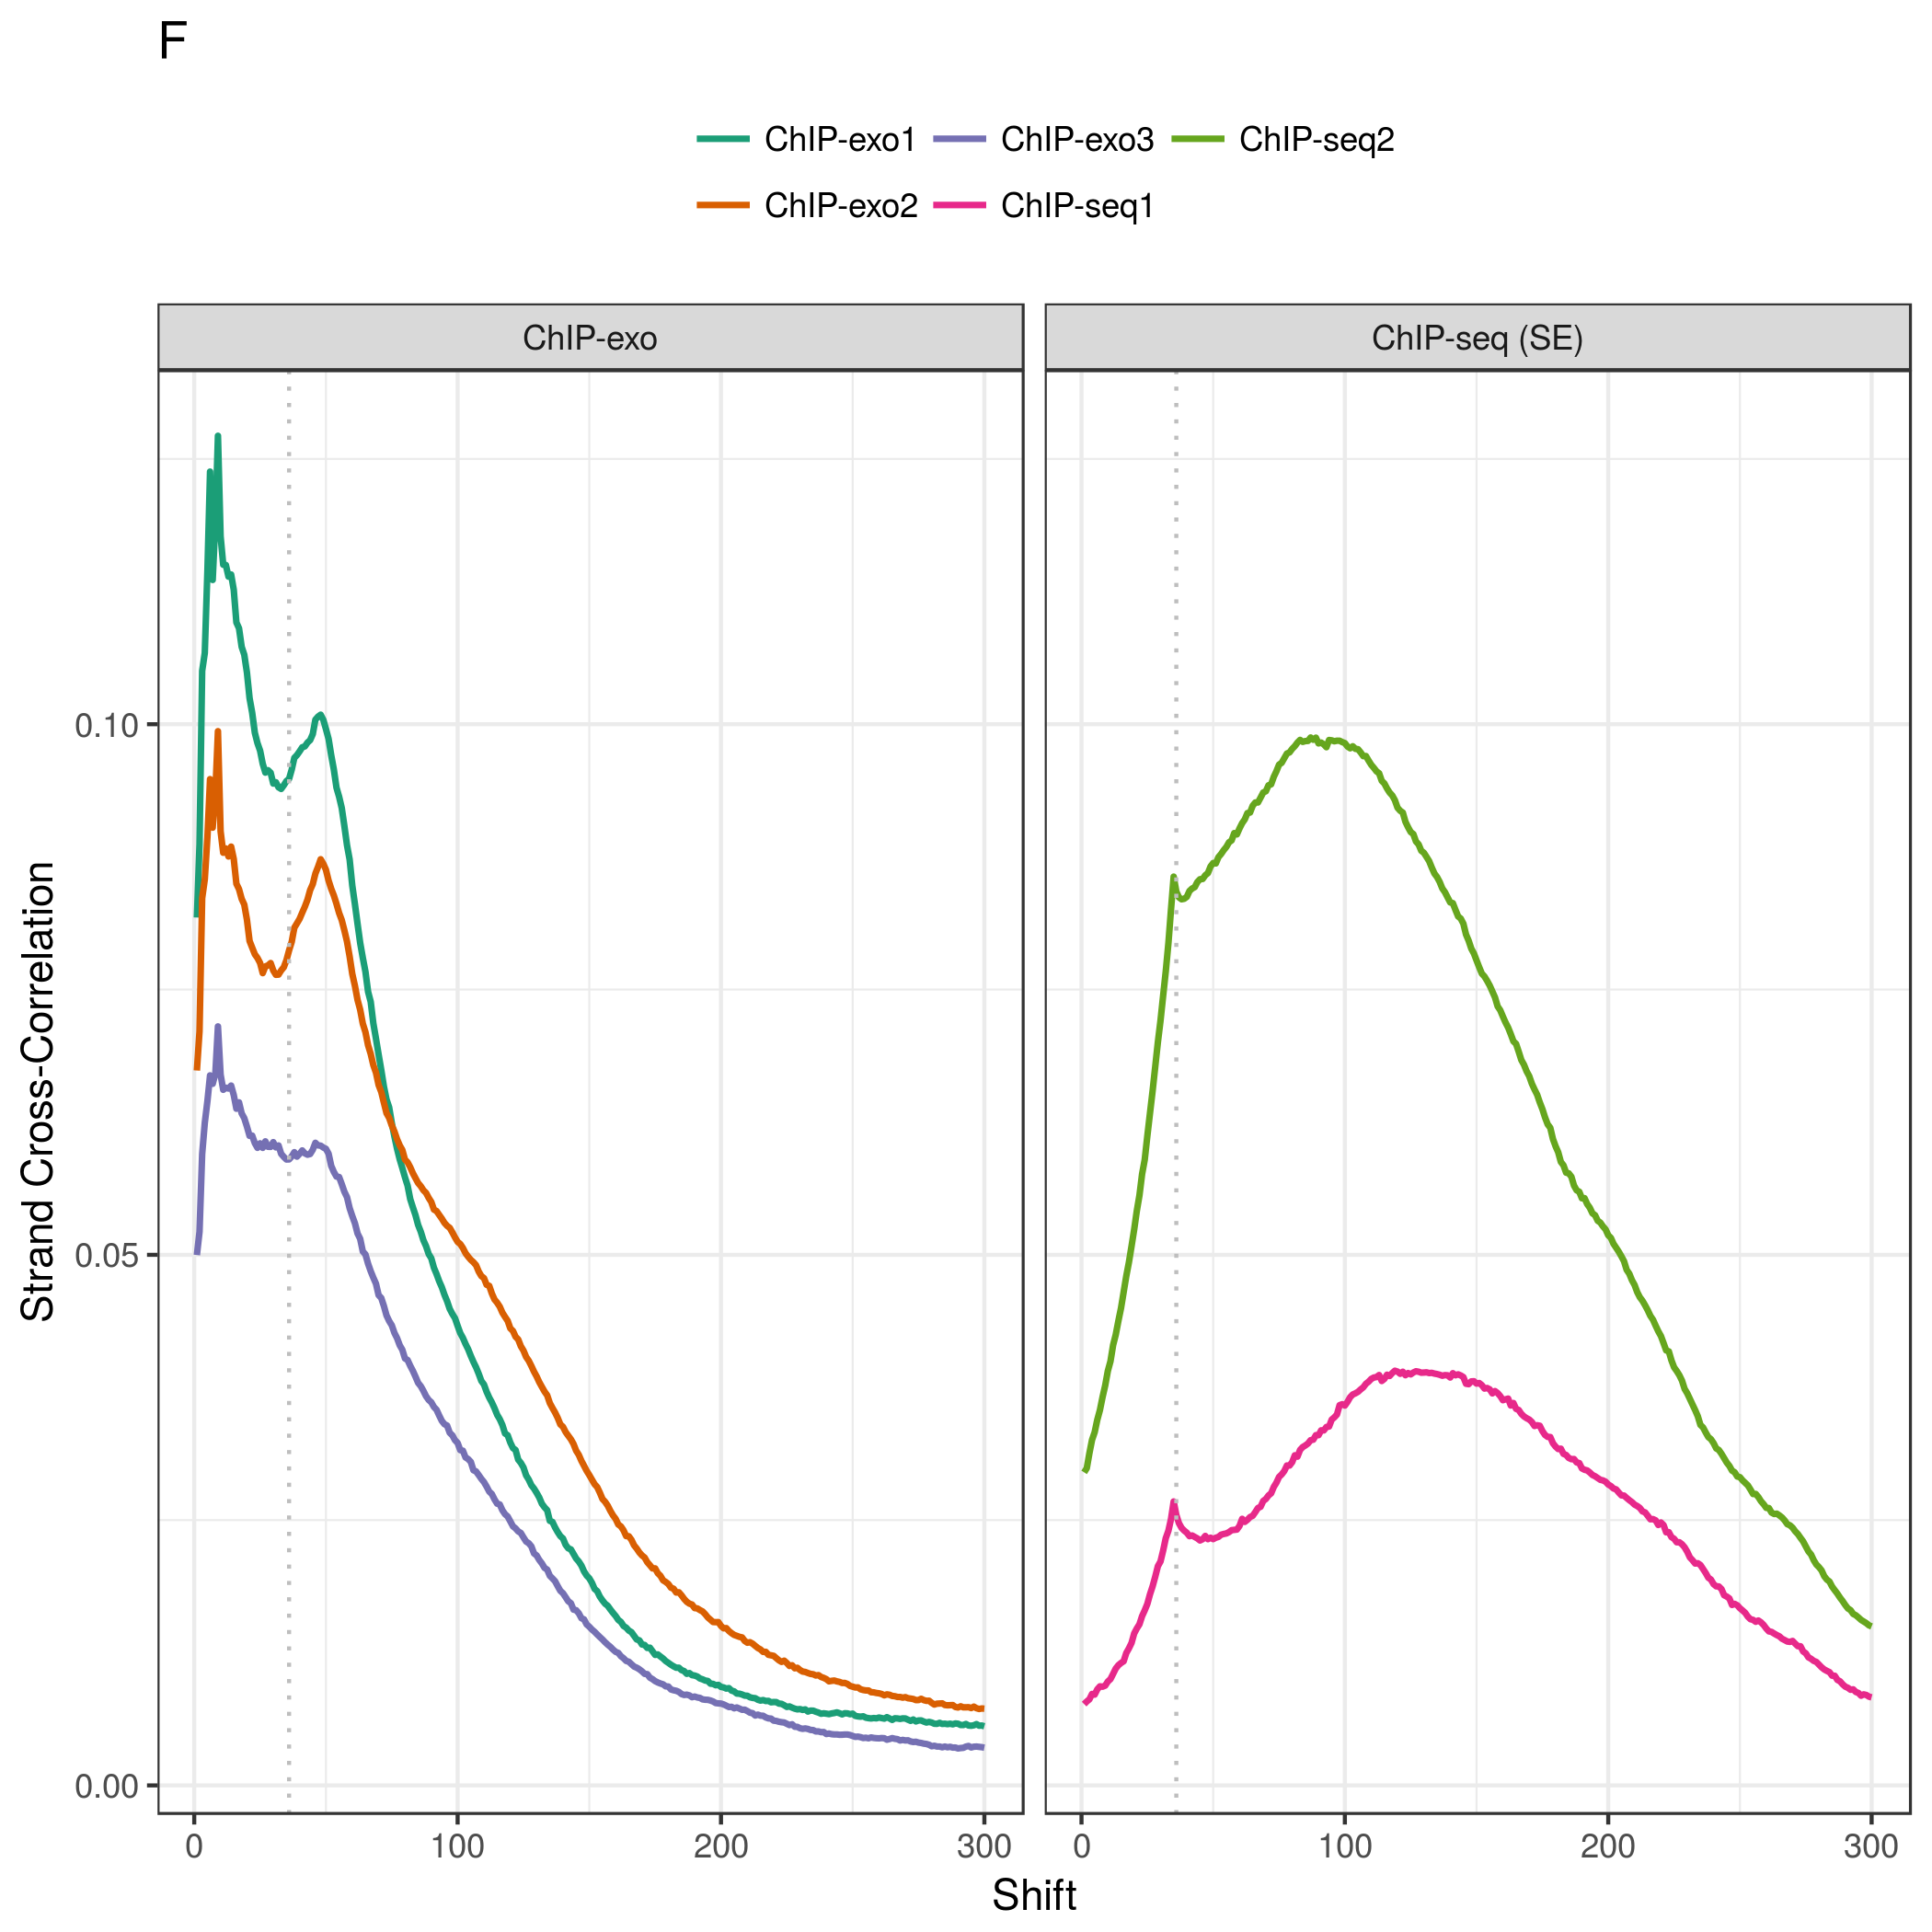 F
ChIP-exo1 ChIP-exo3 ChIP-seq2
ChIP-exo2 ChIP-seq1
ChIP-exo ChIP-seq (SE)
0.10
0.05
0.00
Strand Cross-Correlation
0 100 200 300 0 100 200 300
Shift